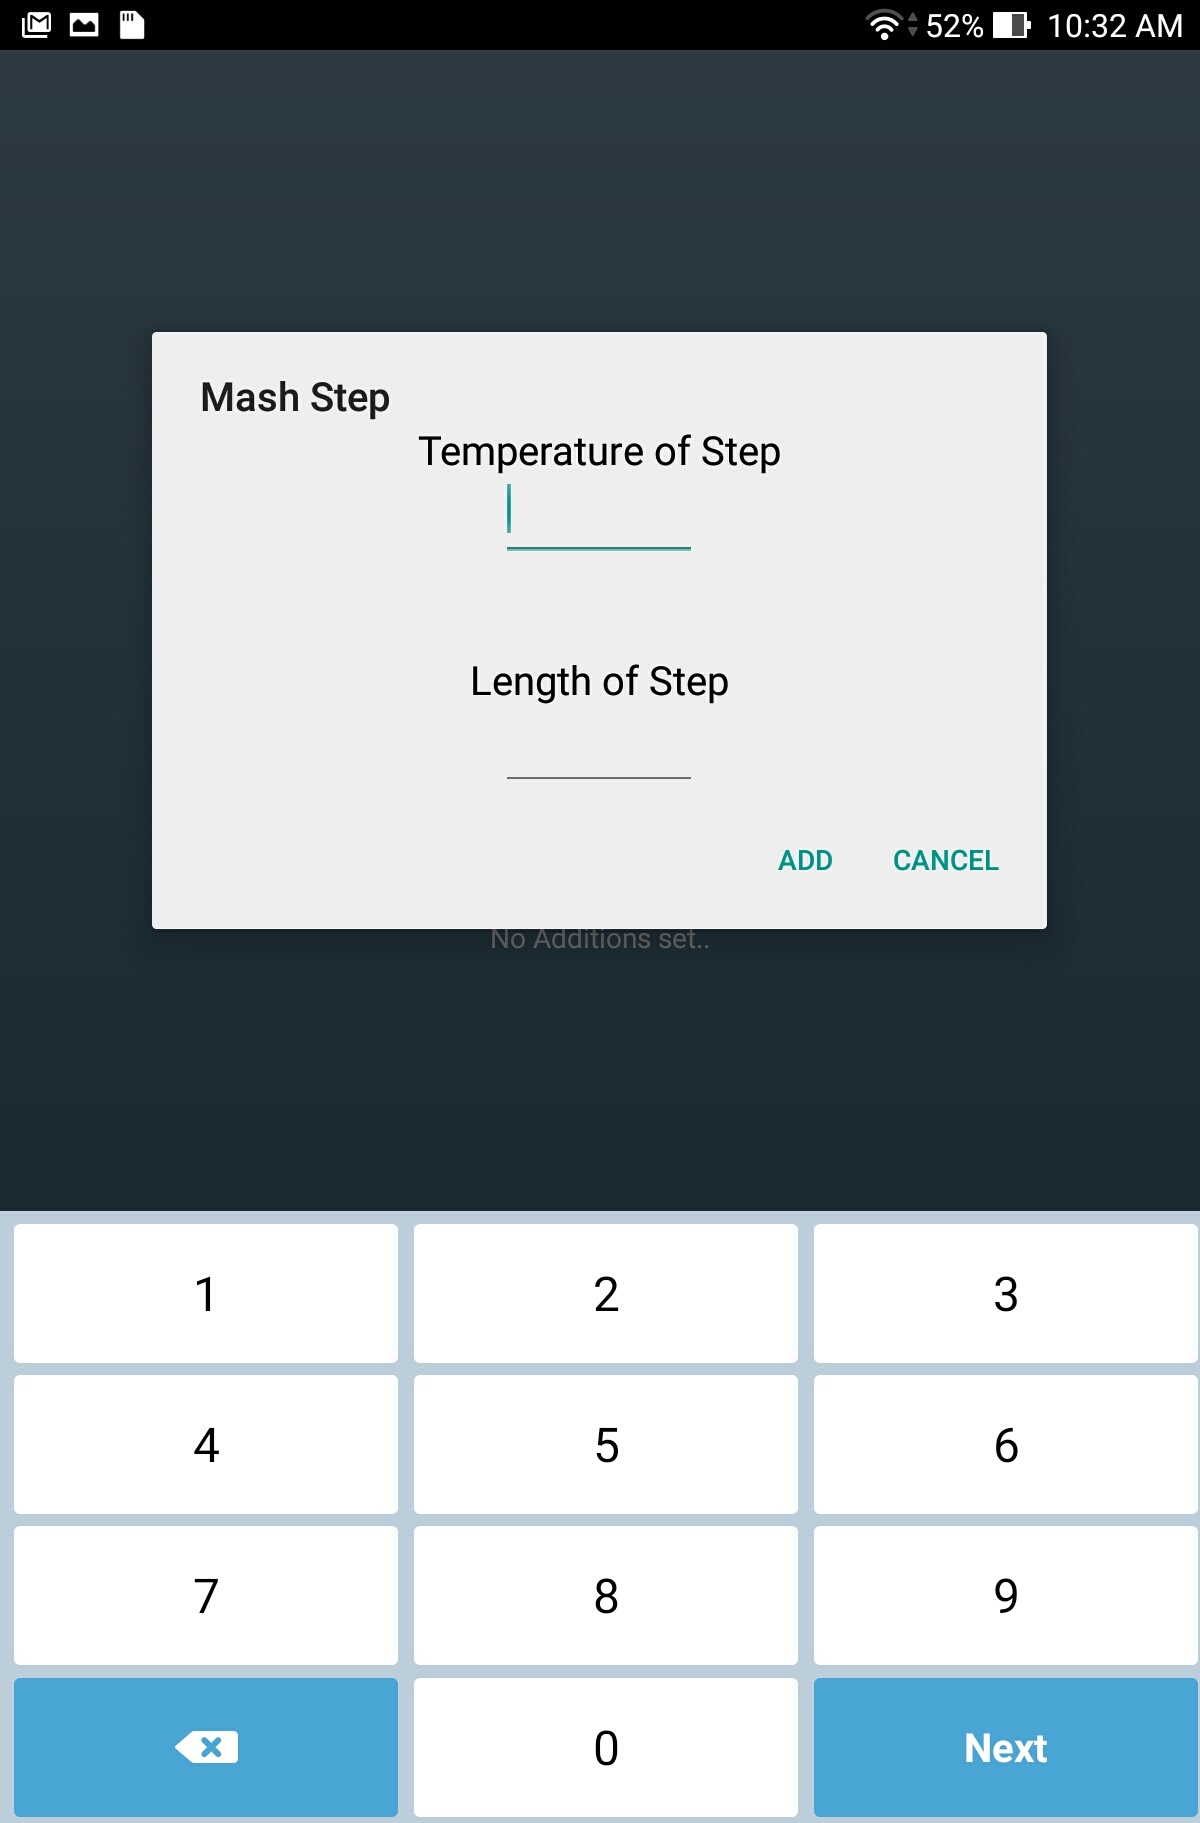 52% 10:32 AM
Mash Step
Temperature of Step
Length of Step
ADD CANCEL
No Additions set..
1 2 3
4 5 6
7 8 9
0 Next